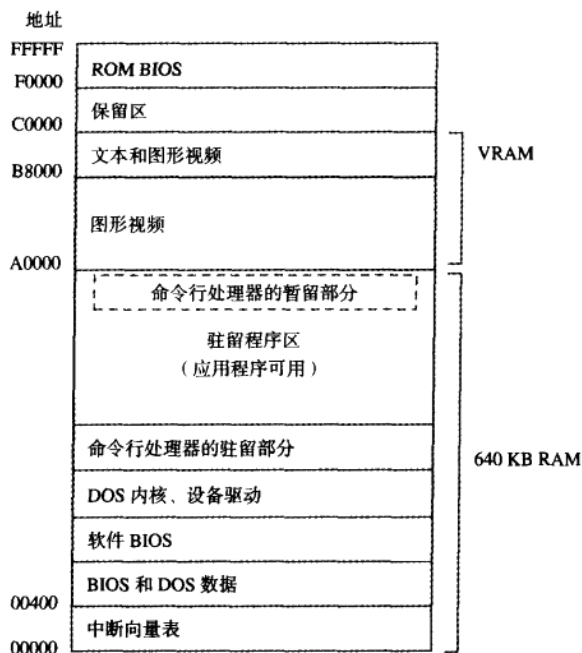 地址
FFFFF
ROM BIOS
F0000
保留区
C0000
文本和图形视频
VRAM
B8000
图形视频
A0000
命令行处理器的暂留部分
驻留程序区
(应用程序可用)
命令行处理器的驻留部分
640 KB RAM
DOS 内核、设备驱动
软件 BIOS
BIOS 和 DOS 数据
00400
中断向量表
00000